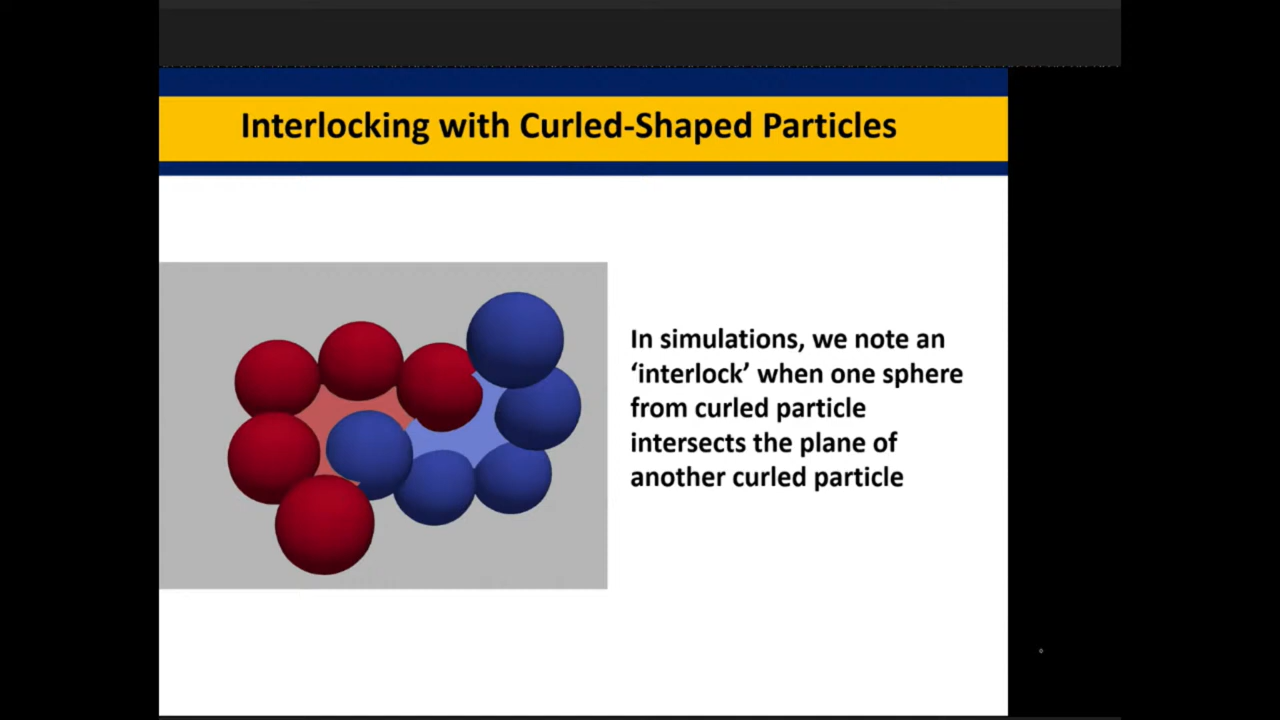 Interlocking with Curled-Shaped Particles
In simulations, we note an
‘interlock’ when one sphere
from curled particle
intersects the plane of
another curled particle